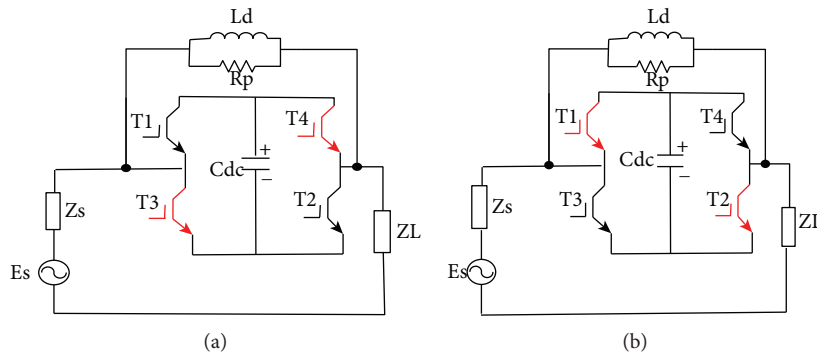 Ld
Rp
T1
T4
Cdc
+
−
T3
T2
Zs
ZL
Es
(a)
Ld
Rp
T1
T4
Cdc
+
−
T3
T2
Zs
ZI
Es
(b)